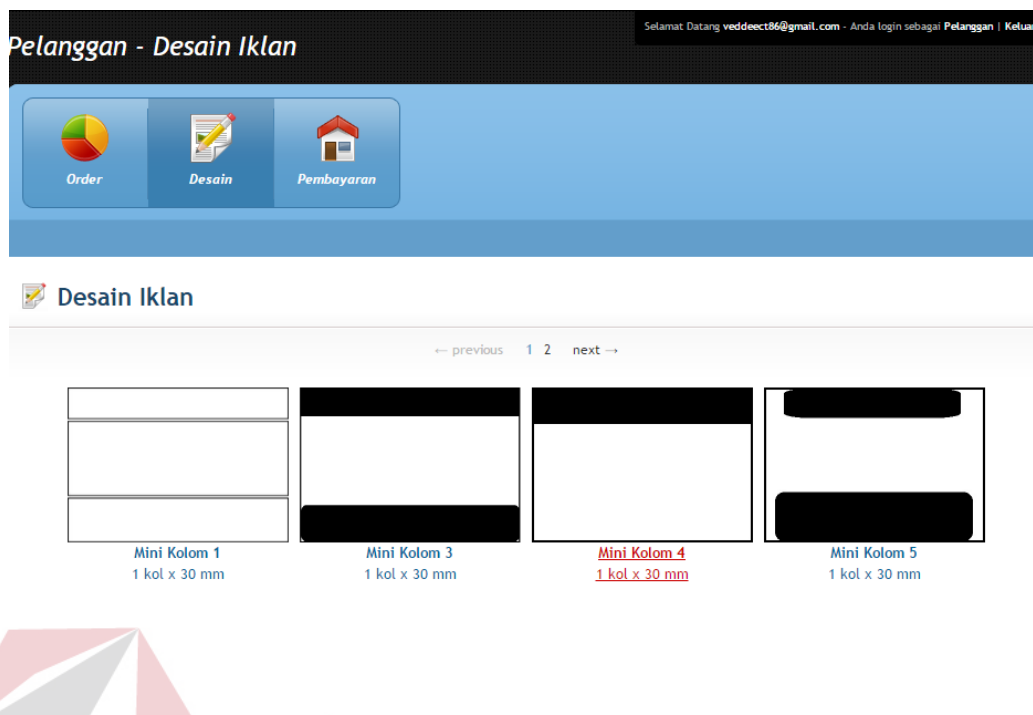 Selamat Datang veddeect86@gmail.com - Anda login sebagai Pelanggan | Keluar
Pelanggan - Desain Iklan
Order Desain Pembayaran
Desain Iklan
← previous 1 2 next →
Mini Kolom 1 Mini Kolom 3 Mini Kolom 4 Mini Kolom 5
1 kol x 30 mm 1 kol x 30 mm 1 kol x 30 mm 1 kol x 30 mm